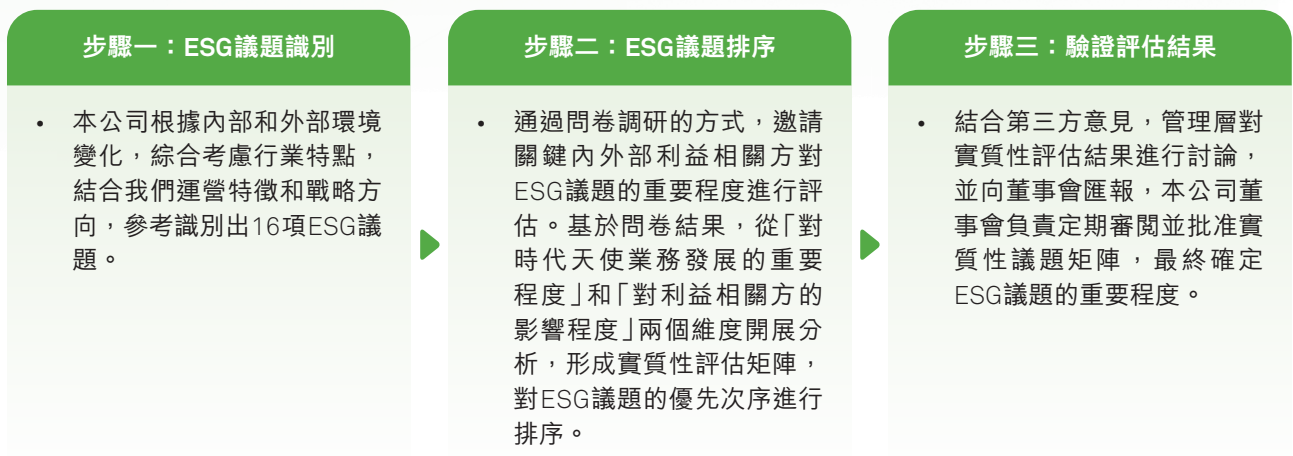 步驟一：ESG議題識別
• 本公司根據內部和外部環境
變化，綜合考慮行業特點，
結合我們運營特徵和戰略方
向，參考識別出16項ESG議
題。
步驟二：ESG議題排序
• 通過問卷調研的方式，邀請
關鍵內外部利益相關方對
ESG議題的重要程度進行評
估。基於問卷結果，從「對
時代天使業務發展的重要
程度」和「對利益相關方的
影響程度」兩個維度開展分
析，形成實質性評估矩陣，
對ESG議題的優先次序進行
排序。
步驟三：驗證評估結果
• 結合第三方意見，管理層對
實質性評估結果進行討論，
並向董事會匯報，本公司董
事會負責定期審閱並批准實
質性議題矩陣，最終確定
ESG議題的重要程度。